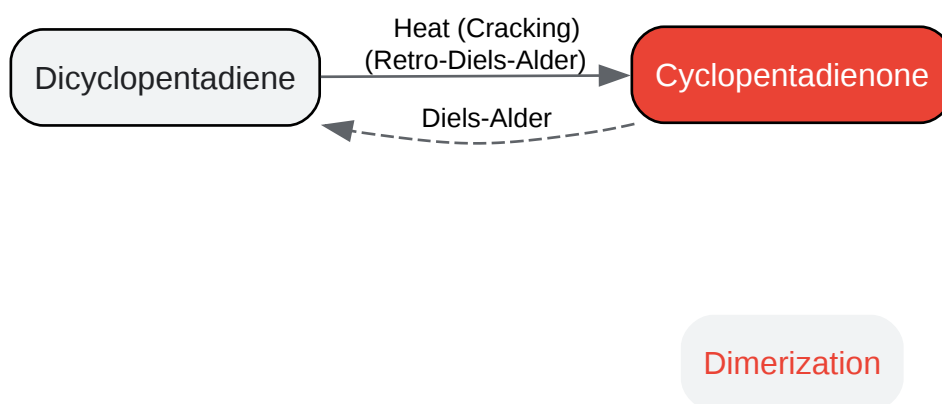 Heat (Cracking)
(Retro-Diels-Alder)
Dicyclopentadiene
Cyclopentadienone
Diels-Alder
Dimerization